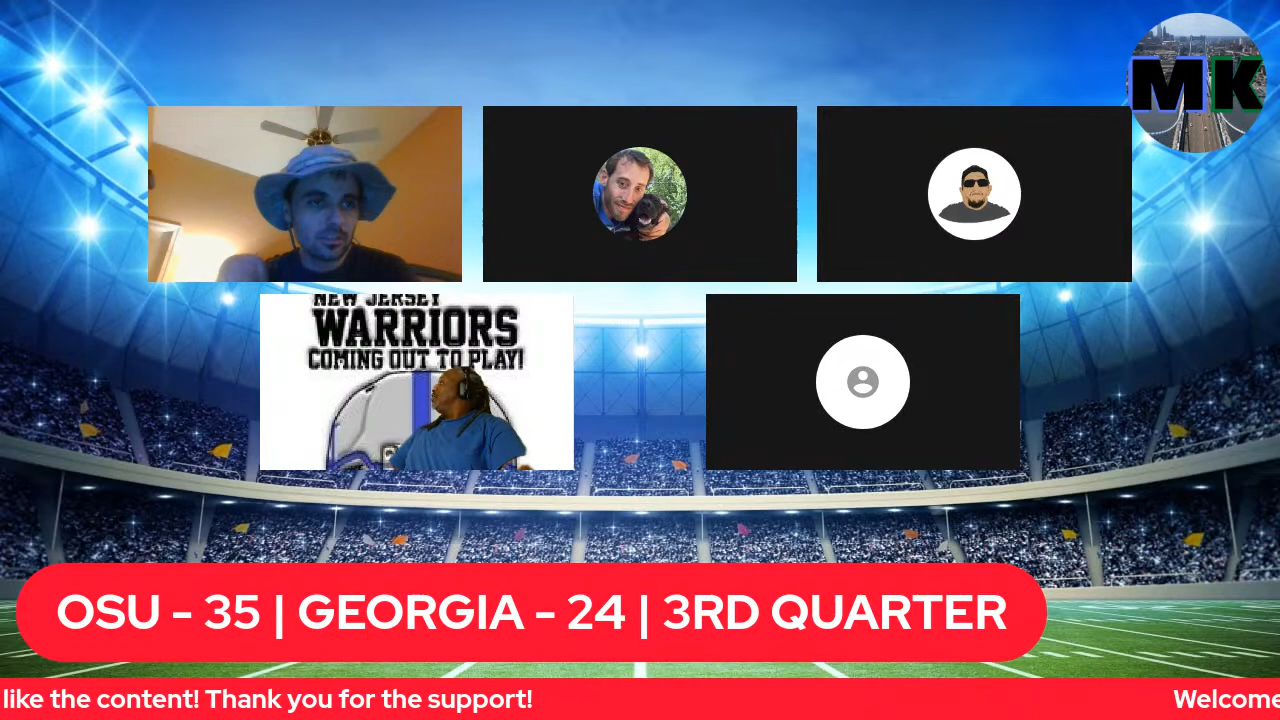 MK
NEW JERSEY
WARRIORS
COMING OUT TO PLAY!
OSU - 35 | GEORGIA - 24 | 3RD QUARTER
like the content! Thank you for the support!
Welcome